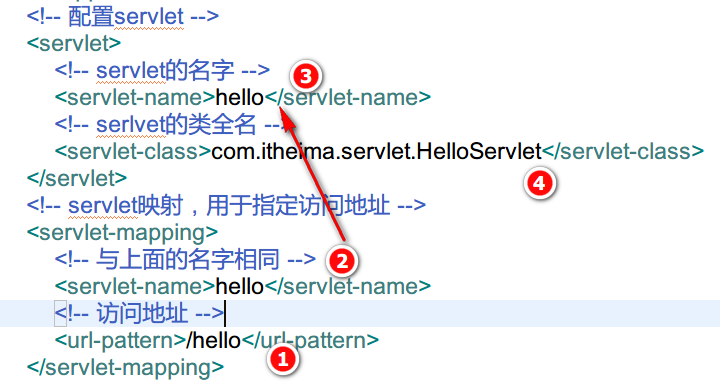 <!-- 配置servlet -->
<servlet>
<!-- servlet的名字 -->
3
<servlet-name>hello</servlet-name>
<!-- serlvet的类全名 -->
<servlet-class>com.itheima.servlet.HelloServlet</servlet-class>
</servlet>
4
<!-- servlet映射，用于指定访问地址 -->
<servlet-mapping>
<!-- 与上面的名字相同 -->
2
<servlet-name>hello</servlet-name>
<!-- 访问地址 -->
<url-pattern>/hello</url-pattern>
1
</servlet-mapping>